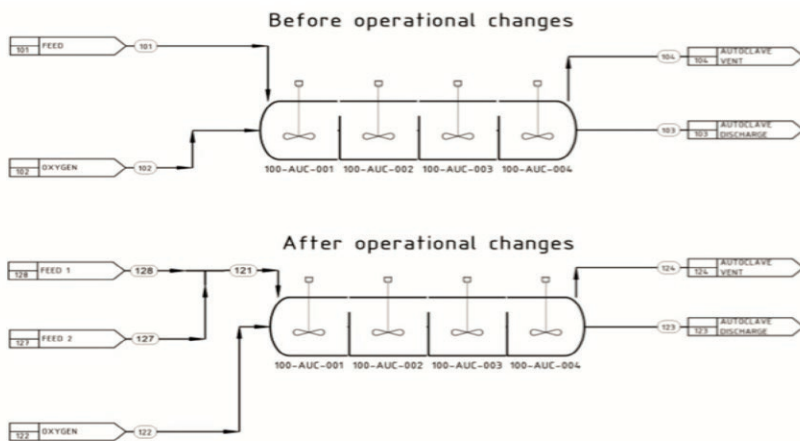 Before operational changes
101 FEED 101
104 104 AUTOCLAVE VENT
103 103 AUTOCLAVE DISCHARGE
102 OXYGEN 102
100-AUC-001 100-AUC-002 100-AUC-003 100-AUC-004
After operational changes
128 FEED 1 128 121
124 124 AUTOCLAVE VENT
127 FEED 2 127
123 123 AUTOCLAVE DISCHARGE
100-AUC-001 100-AUC-002 100-AUC-003 100-AUC-004
122 OXYGEN 122